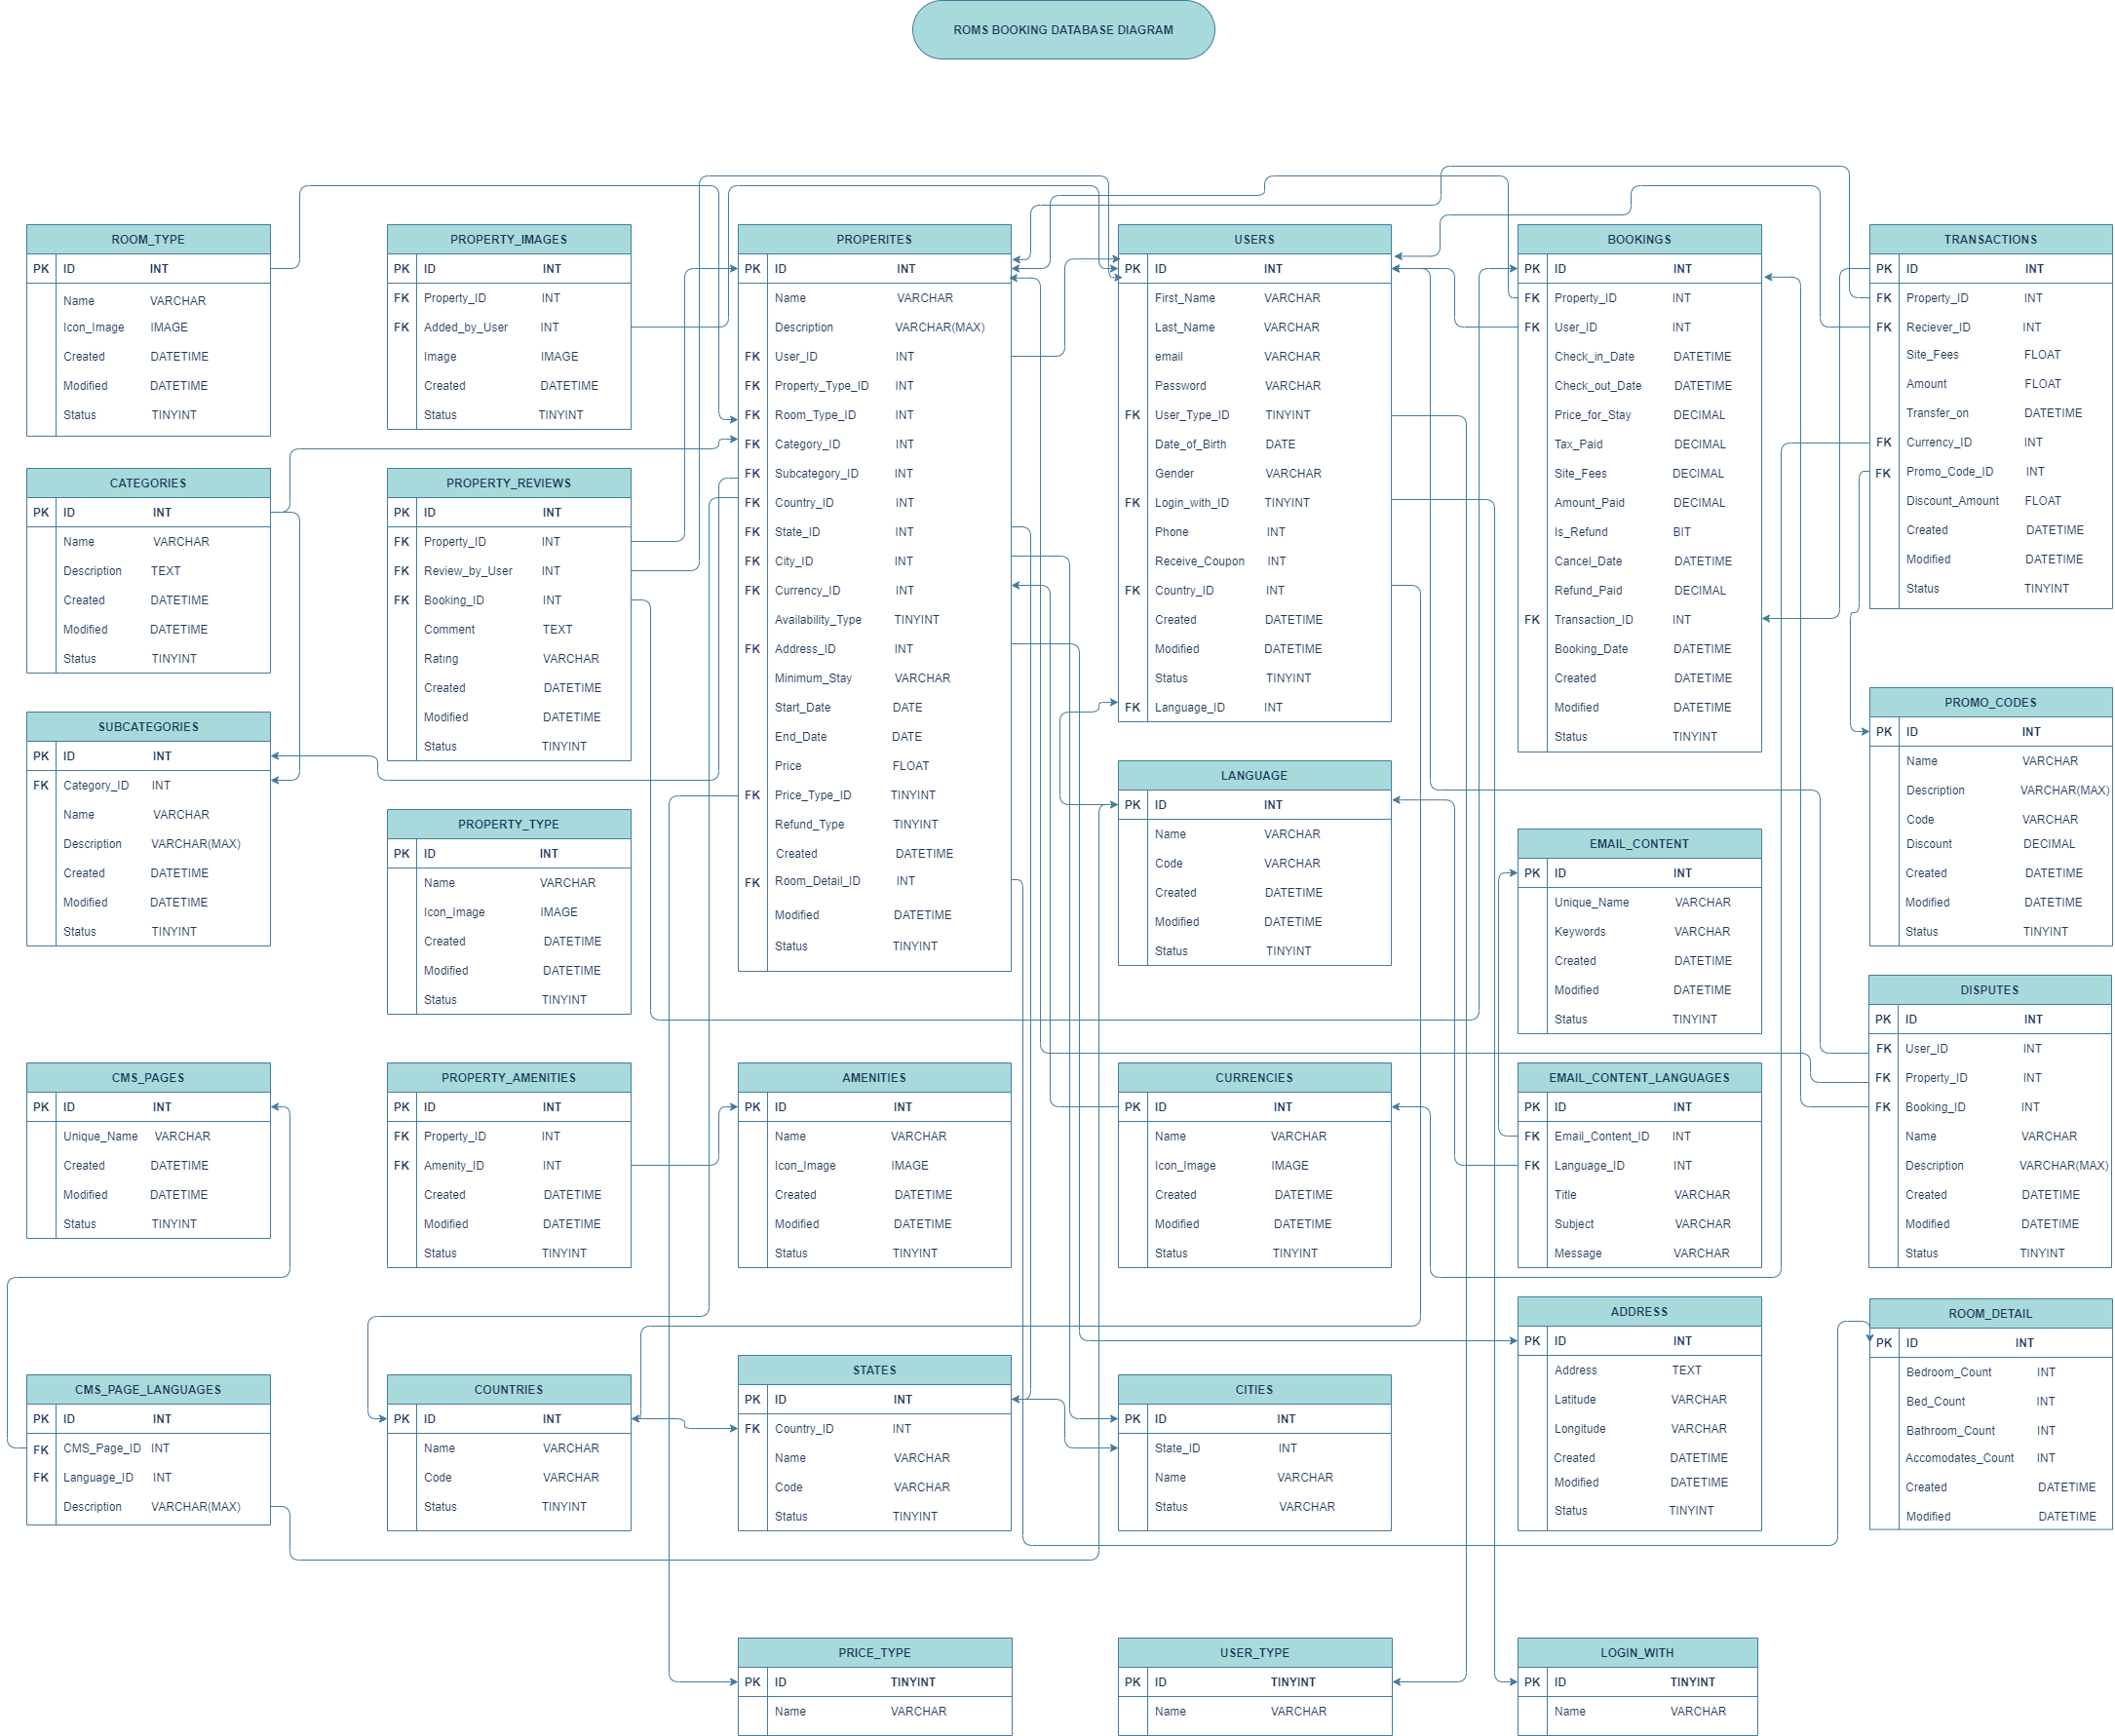 ROMS BOOKING DATABASE DIAGRAM
ROOM_TYPE
PK ID INT
Name VARCHAR
Icon_Image IMAGE
Created DATETIME
Modified DATETIME
Status TINYINT
CATEGORIES
PK ID INT
Name VARCHAR
Description TEXT
Created DATETIME
Modified DATETIME
Status TINYINT
SUBCATEGORIES
PK ID INT
FK Category_ID INT
Name VARCHAR
Description VARCHAR(MAX)
Created DATETIME
Modified DATETIME
Status TINYINT
CMS_PAGES
PK ID INT
Unique_Name VARCHAR
Created DATETIME
Modified DATETIME
Status TINYINT
CMS_PAGE_LANGUAGES
PK ID INT
FK CMS_Page_ID INT
FK Language_ID INT
Description VARCHAR(MAX)
PROPERTY_IMAGES
PK ID INT
FK Property_ID INT
FK Added_by_User INT
Image IMAGE
Created DATETIME
Status TINYINT
PROPERTY_REVIEWS
PK ID INT
FK Property_ID INT
FK Review_by_User INT
FK Booking_ID INT
Comment TEXT
Rating VARCHAR
Created DATETIME
Modified DATETIME
Status TINYINT
PROPERTY_TYPE
PK ID INT
Name VARCHAR
Icon_Image IMAGE
Created DATETIME
Modified DATETIME
Status TINYINT
PROPERTY_AMENITIES
PK ID INT
FK Property_ID INT
FK Amenity_ID INT
Created DATETIME
Modified DATETIME
Status TINYINT
COUNTRIES
PK ID INT
Name VARCHAR
Code VARCHAR
Status TINYINT
PROPERITES
PK ID INT
Name VARCHAR
Description VARCHAR(MAX)
FK User_ID INT
FK Property_Type_ID INT
FK Room_Type_ID INT
FK Category_ID INT
FK Subcategory_ID INT
FK Country_ID INT
FK State_ID INT
FK City_ID INT
FK Currency_ID INT
Availability_Type TINYINT
FK Address_ID INT
Minimum_Stay VARCHAR
Start_Date DATE
End_Date DATE
Price FLOAT
FK Price_Type_ID TINYINT
Refund_Type TINYINT
Created DATETIME
FK Room_Detail_ID INT
Modified DATETIME
Status TINYINT
AMENITIES
PK ID INT
Name VARCHAR
Icon_Image IMAGE
Created DATETIME
Modified DATETIME
Status TINYINT
STATES
PK ID INT
FK Country_ID INT
Name VARCHAR
Code VARCHAR
Status TINYINT
PRICE_TYPE
PK ID TINYINT
Name VARCHAR
USERS
PK ID INT
First_Name VARCHAR
Last_Name VARCHAR
email VARCHAR
Password VARCHAR
FK User_Type_ID TINYINT
Date_of_Birth DATE
Gender VARCHAR
FK Login_with_ID TINYINT
Phone INT
Receive_Coupon INT
FK Country_ID INT
Created DATETIME
Modified DATETIME
Status TINYINT
FK Language_ID INT
LANGUAGE
PK ID INT
Name VARCHAR
Code VARCHAR
Created DATETIME
Modified DATETIME
Status TINYINT
CURRENCIES
PK ID INT
Name VARCHAR
Icon_Image IMAGE
Created DATETIME
Modified DATETIME
Status TINYINT
CITIES
PK ID INT
State_ID INT
Name VARCHAR
Status VARCHAR
USER_TYPE
PK ID TINYINT
Name VARCHAR
BOOKINGS
PK ID INT
FK Property_ID INT
FK User_ID INT
Check_in_Date DATETIME
Check_out_Date DATETIME
Price_for_Stay DECIMAL
Tax_Paid DECIMAL
Site_Fees DECIMAL
Amount_Paid DECIMAL
Is_Refund BIT
Cancel_Date DATETIME
Refund_Paid DECIMAL
FK Transaction_ID INT
Booking_Date DATETIME
Created DATETIME
Modified DATETIME
Status TINYINT
EMAIL_CONTENT
PK ID INT
Unique_Name VARCHAR
Keywords VARCHAR
Created DATETIME
Modified DATETIME
Status TINYINT
EMAIL_CONTENT_LANGUAGES
PK ID INT
FK Email_Content_ID INT
FK Language_ID INT
Title VARCHAR
Subject VARCHAR
Message VARCHAR
ADDRESS
PK ID INT
Address TEXT
Latitude VARCHAR
Longitude VARCHAR
Created DATETIME
Modified DATETIME
Status TINYINT
LOGIN_WITH
PK ID TINYINT
Name VARCHAR
TRANSACTIONS
PK ID INT
FK Property_ID INT
FK Reciever_ID INT
Site_Fees FLOAT
Amount FLOAT
Transfer_on DATETIME
FK Currency_ID INT
FK Promo_Code_ID INT
Discount_Amount FLOAT
Created DATETIME
Modified DATETIME
Status TINYINT
PROMO_CODES
PK ID INT
Name VARCHAR
Description VARCHAR(MAX)
Code VARCHAR
Discount DECIMAL
Created DATETIME
Modified DATETIME
Status TINYINT
DISPUTES
PK ID INT
FK User_ID INT
FK Property_ID INT
FK Booking_ID INT
Name VARCHAR
Description VARCHAR(MAX)
Created DATETIME
Modified DATETIME
Status TINYINT
ROOM_DETAIL
PK ID INT
Bedroom_Count INT
Bed_Count INT
Bathroom_Count INT
Accomodates_Count INT
Created DATETIME
Modified DATETIME